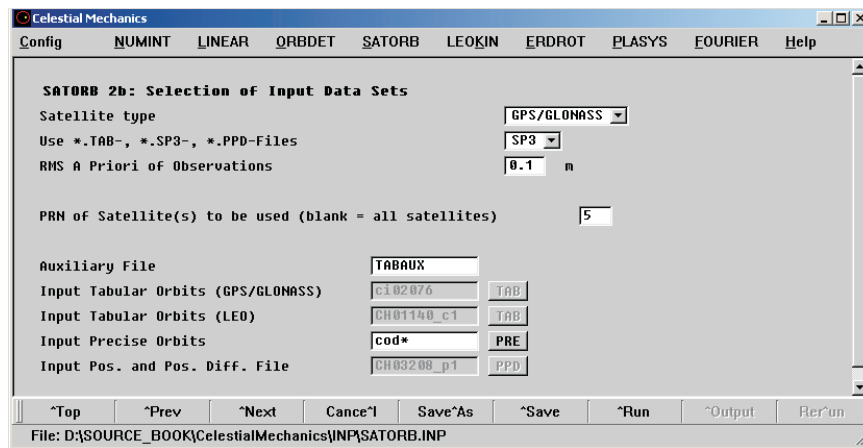 Celestial Mechanics
Config NUMINT LINEAR ORBDET SATORB LEOKIN ERDROT PLASYS FOURIER Help
SATORB 2b: Selection of Input Data Sets
Satellite type GPS/GLONASS
Use *.TAB-, *.SP3-, *.PPD-Files SP3
RMS A Priori of Observations 0.1 m
PRN of Satellite(s) to be used (blank = all satellites) 5
Auxiliary File TABAUX
Input Tabular Orbits (GPS/GLONASS) ci02076 TAB
Input Tabular Orbits (LEO) CH01140_c1 TAB
Input Precise Orbits cod* PRE
Input Pos. and Pos. Diff. File CH03208_p1 PPD
^Top ^Prev ^Next Cance^l Save^As ^Save ^Run ^Output Rer^un
File: D:\SOURCE_BOOK\CelestialMechanics\INP\SATORB.INP